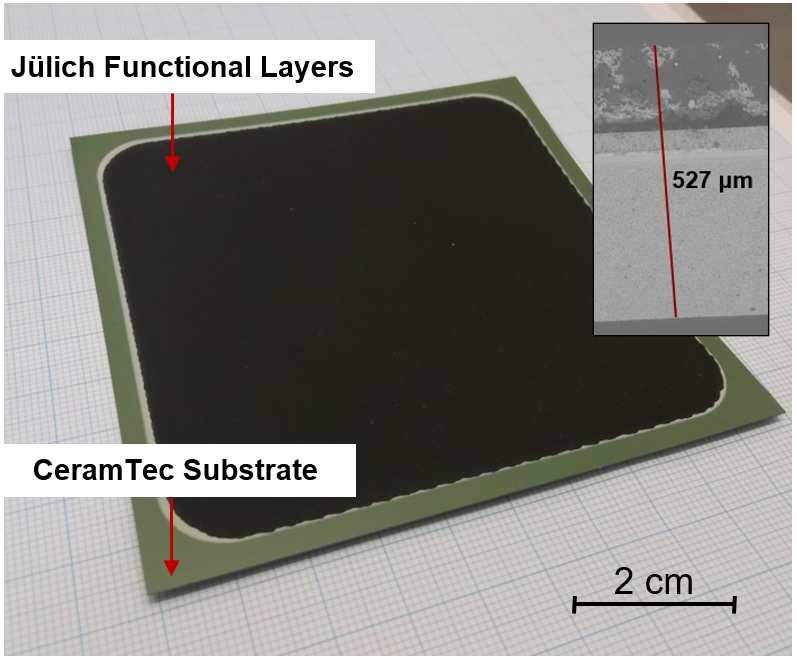 Jülich Functional Layers
527 µm
CeramTec Substrate
2 cm